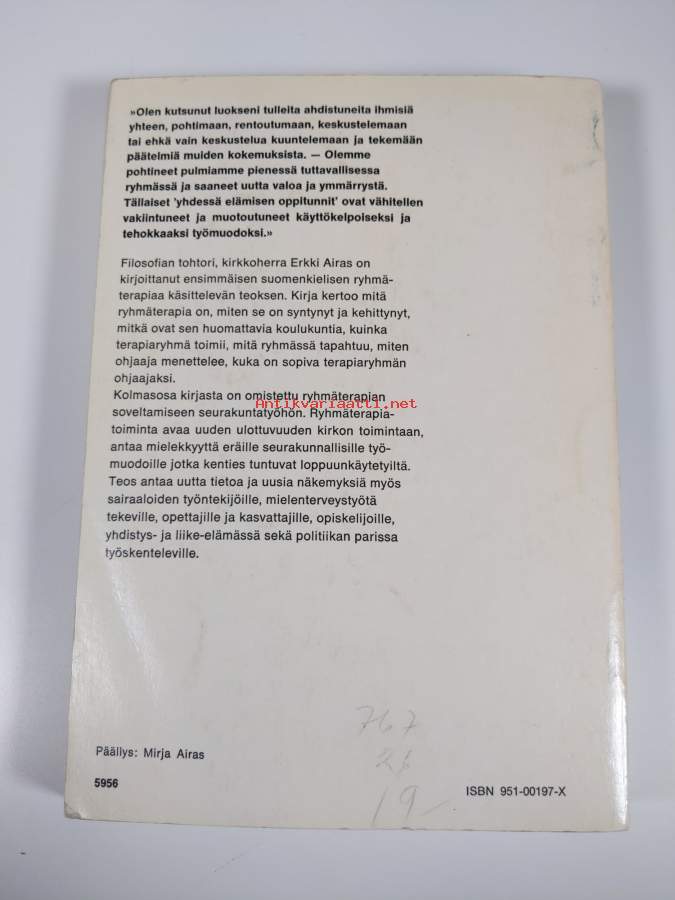 »Olen kutsunut luokseni tulleita ahdistuneita ihmisiä
yhteen, pohtimaan, rentoutumaan, keskustelemaan
tai ehkä vain keskustelua kuuntelemaan ja tekemään
päätelmiä muiden kokemuksista. — Olemme
pohtineet pulmiamme pienessä tuttavallisessa
ryhmässä ja saaneet uutta valoa ja ymmärrystä.
Tällaiset 'yhdessä elämisen oppitunnit' ovat vähitellen
vakiintuneet ja muotoutuneet käyttökelpoiseksi ja
tehokkaaksi työmuodoksi.»
Filosofian tohtori, kirkkoherra Erkki Airas on
kirjoittanut ensimmäisen suomenkielisen ryhmä-
terapiaa käsittelevän teoksen. Kirja kertoo mitä
ryhmäterapia on, miten se on syntynyt ja kehittynyt,
mitkä ovat sen huomattavia koulukuntia, kuinka
terapiaryhmä toimii, mitä ryhmässä tapahtuu, miten
ohjaaja menettelee, kuka on sopiva terapiaryhmän
ohjaajaksi.
Kolmasosa kirjasta on omistettu ryhmäterapian
Antikvariaatti.net
soveltamiseen seurakuntatyöhön. Ryhmäterapia-
toiminta avaa uuden ulottuvuuden kirkon toimintaan,
antaa mielekkyyttä eräille seurakunnallisille työ-
muodoille jotka kenties tuntuvat loppuunkäytetyiltä.
Teos antaa uutta tietoa ja uusia näkemyksiä myös
sairaaloiden työntekijöille, mielenterveystyötä
tekeville, opettajille ja kasvattajille, opiskelijoille,
yhdistys- ja liike-elämässä sekä politiikan parissa
työskenteleville.
767
19-
Päällys: Mirja Airas
5956
ISBN 951-00197-X